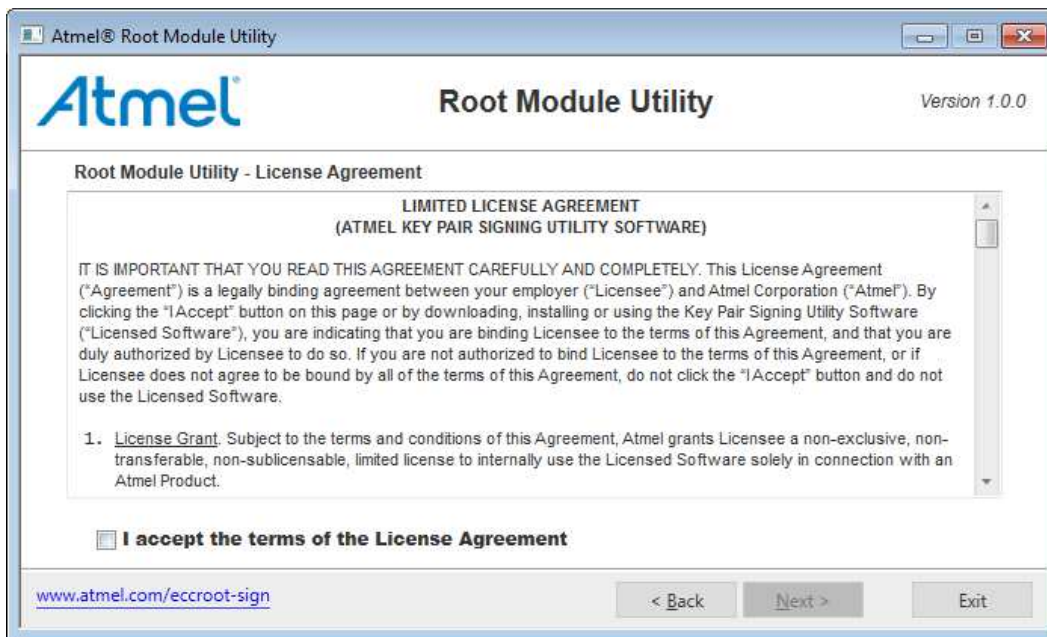 Atmel® Root Module Utility
Atmel®
Root Module Utility
Version 1.0.0
Root Module Utility - License Agreement
LIMITED LICENSE AGREEMENT
(ATMEL KEY PAIR SIGNING UTILITY SOFTWARE)
IT IS IMPORTANT THAT YOU READ THIS AGREEMENT CAREFULLY AND COMPLETELY. This License Agreement
(“Agreement”) is a legally binding agreement between your employer (“Licensee”) and Atmel Corporation (“Atmel”). By
clicking the “I Accept” button on this page or by downloading, installing or using the Key Pair Signing Utility Software
(“Licensed Software”), you are indicating that you are binding Licensee to the terms of this Agreement, and that you are
duly authorized by Licensee to do so. If you are not authorized to bind Licensee to the terms of this Agreement, or if
Licensee does not agree to be bound by all of the terms of this Agreement, do not click the “I Accept” button and do not
use the Licensed Software.
1. License Grant. Subject to the terms and conditions of this Agreement, Atmel grants Licensee a non-exclusive, non-
transferable, non-sublicensable, limited license to internally use the Licensed Software solely in connection with an
Atmel Product.
I accept the terms of the License Agreement
www.atmel.com/eccroot-sign
< Back
Next >
Exit